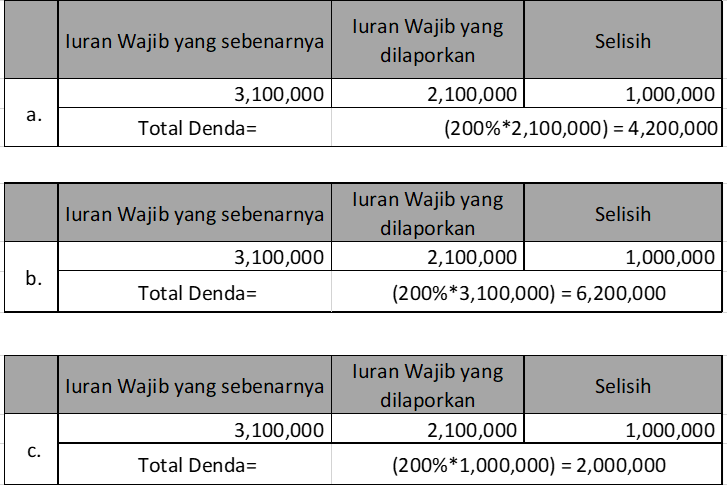 Iuran Wajib yang sebenarnya Iuran Wajib yang dilaporkan Selisih
a. 3,100,000 2,100,000 1,000,000
Total Denda= (200%*2,100,000) = 4,200,000
Iuran Wajib yang sebenarnya Iuran Wajib yang dilaporkan Selisih
b. 3,100,000 2,100,000 1,000,000
Total Denda= (200%*3,100,000) = 6,200,000
Iuran Wajib yang sebenarnya Iuran Wajib yang dilaporkan Selisih
c. 3,100,000 2,100,000 1,000,000
Total Denda= (200%*1,000,000) = 2,000,000